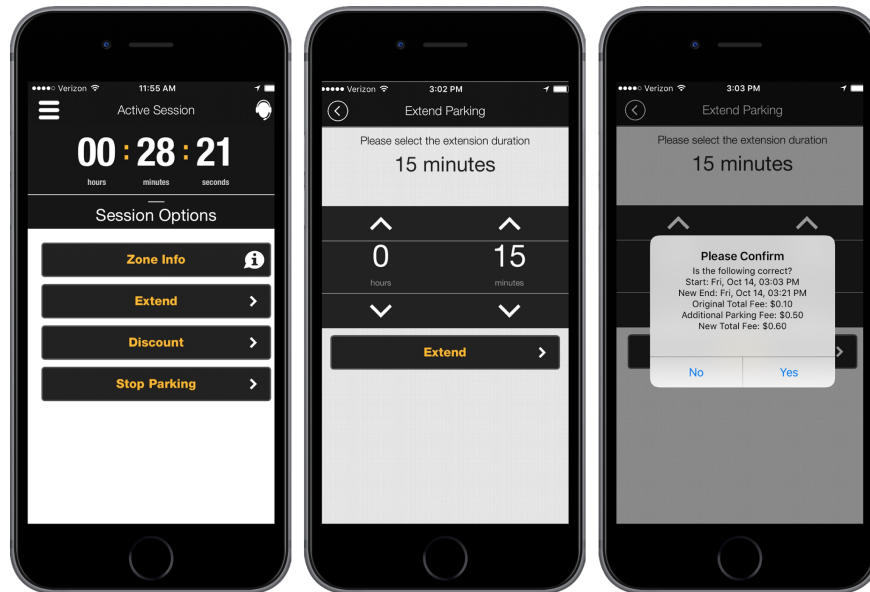 Verizon 11:55 AM
Active Session
00 : 28 : 21
hours minutes seconds
Session Options
Zone Info
Extend
Discount
Stop Parking
Verizon 3:02 PM
Extend Parking
Please select the extension duration
15 minutes
0 15
hours minutes
Extend
Verizon 3:03 PM
Extend Parking
Please select the extension duration
15 minutes
Please Confirm
Is the following correct?
Start: Fri, Oct 14, 03:03 PM
New End: Fri, Oct 14, 03:21 PM
Original Total Fee: $0.10
Additional Parking Fee: $0.50
New Total Fee: $0.60
No Yes